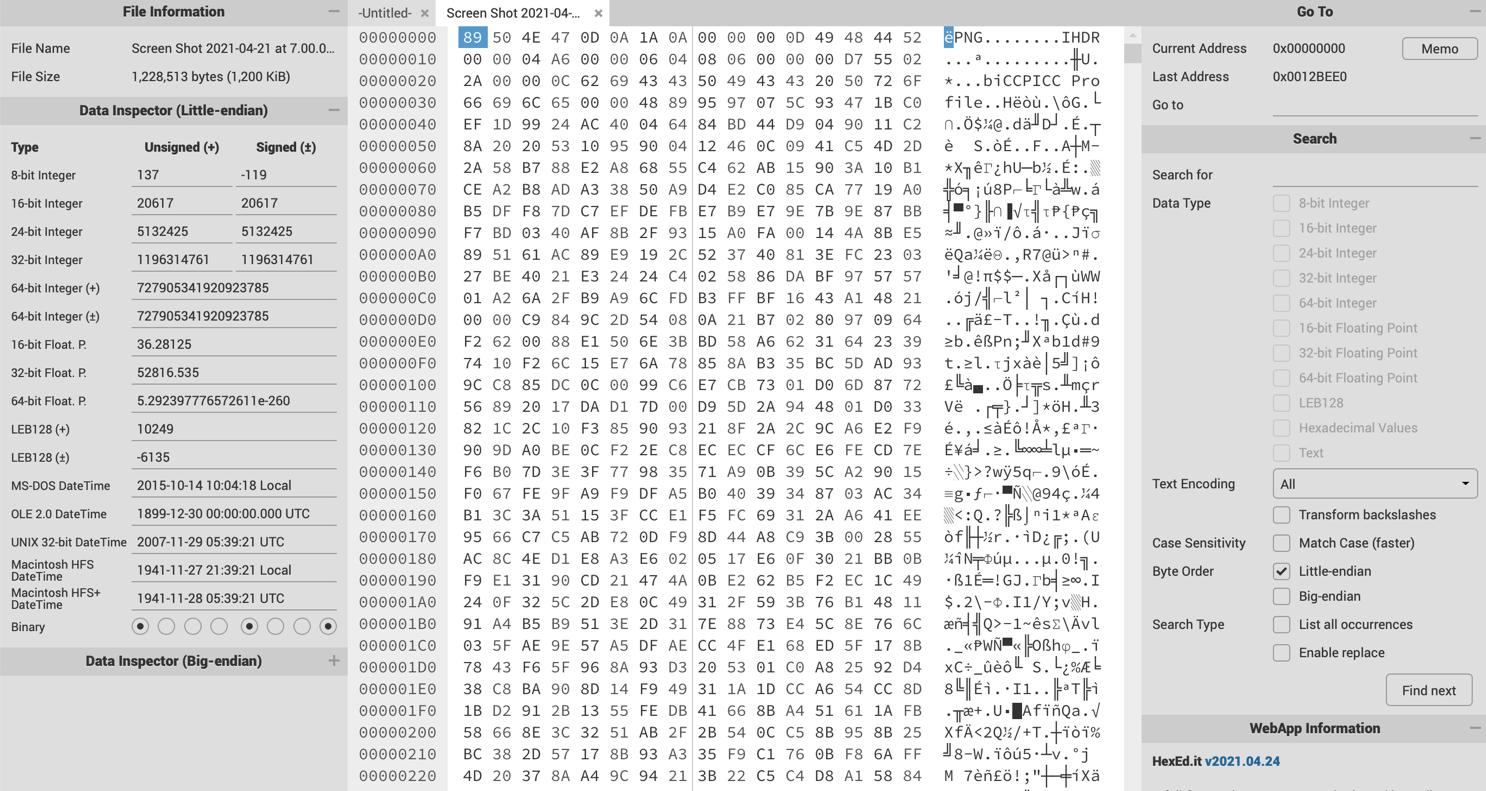 File Information
File Name Screen Shot 2021-04-21 at 7.00.0...
File Size 1,228,513 bytes (1,200 KiB)
Data Inspector (Little-endian)
Type Unsigned (+) Signed (±)
8-bit Integer 137 -119
16-bit Integer 20617 20617
24-bit Integer 5132425 5132425
32-bit Integer 1196314761 1196314761
64-bit Integer (+) 727905341920923785
64-bit Integer (±) 727905341920923785
16-bit Float. P. 36.28125
32-bit Float. P. 52816.535
64-bit Float. P. 5.292397776572611e-260
LEB128 (+) 10249
LEB128 (±) -6135
MS-DOS DateTime 2015-10-14 10:04:18 Local
OLE 2.0 DateTime 1899-12-30 00:00:00.000 UTC
UNIX 32-bit DateTime 2007-11-29 05:39:21 UTC
Macintosh HFS
DateTime 1941-11-27 21:39:21 Local
Macintosh HFS+
DateTime 1941-11-28 05:39:21 UTC
Binary
Data Inspector (Big-endian)
-Untitled- Screen Shot 2021-04-...
00000000 89 50 4E 47 0D 0A 1A 0A 00 00 00 0D 49 48 44 52 ëPNG........IHDR
00000010 00 00 04 A6 00 00 06 04 08 06 00 00 00 D7 55 02 ...ª.........╫U.
00000020 2A 00 00 0C 62 69 43 43 50 49 43 43 20 50 72 6F *...biCCPICC Pro
00000030 66 69 6C 65 00 00 48 89 95 97 07 5C 93 47 1B C0 file..Hëòù.\ôG.└
00000040 EF 1D 99 24 AC 40 04 64 84 BD 44 D9 04 90 11 C2
00000050 8A 20 20 53 10 95 90 04 12 46 0C 09 41 C5 4D 2D
00000060 2A 58 B7 88 E2 A8 68 55 C4 62 AB 15 90 3A 10 B1
00000070 CE A2 B8 AD A3 38 50 A9 D4 E2 C0 85 CA 77 19 A0
00000080 B5 DF F8 7D C7 EF DE FB E7 B9 E7 9E 7B 9E 87 BB
00000090 F7 BD 03 40 AF 8B 2F 93 15 A0 FA 00 14 4A 8B E5
000000A0 89 51 61 AC 89 E9 19 2C 52 37 40 81 3E FC 23 03
000000B0 27 BE 40 21 E3 24 24 C4 02 58 86 DA BF 97 57 57
000000C0 01 A2 6A 2F B9 A9 6C FD B3 FF BF 16 43 A1 48 21
000000D0 00 00 C9 84 9C 2D 54 08 0A 21 B7 02 80 97 09 64
000000E0 F2 62 00 88 E1 50 6E 3B BD 58 A6 62 31 64 23 39
000000F0 74 10 F2 6C 15 E7 6A 78 85 8A B3 35 BC 5D AD 93
00000100 9C C8 85 DC 0C 00 99 C6 E7 CB 73 01 D0 6D 87 72
00000110 56 89 20 17 DA D1 7D 00 D9 5D 2A 94 48 01 D0 33
00000120 82 1C 2C 10 F3 85 90 93 21 8F 2A 2C 9C A6 E2 F9
00000130 90 9D A0 BE 0C F2 2E C8 EC EC CF 6C E6 FE CD 7E
00000140 F6 B0 7D 3E 3F 77 98 35 71 A9 0B 39 5C A2 90 15
00000150 F0 67 FE 9F A9 F9 DF A5 B0 40 39 34 87 03 AC 34
00000160 B1 3C 3A 51 15 3F CC E1 F5 FC 69 31 2A A6 41 EE
00000170 95 66 C7 C5 AB 72 0D F9 8D 44 A8 C9 3B 00 28 55
00000180 AC 8C 4E D1 E8 A3 E6 02 05 17 E6 0F 30 21 BB 0B
00000190 F9 E1 31 90 CD 21 47 4A 0B E2 62 B5 F2 EC 1C 49
000001A0 24 0F 32 5C 2D E8 0C 49 31 2F 59 3B 76 B1 48 11
000001B0 91 A4 B5 B9 51 3E 2D 31 7E 88 73 E4 5C 8E 76 6C
000001C0 03 5F AE 9E 57 A5 DF AE CC 4F E1 68 ED 5F 17 8B
000001D0 78 43 F6 5F 96 8A 93 D3 20 53 01 C0 A8 25 92 D4
000001E0 38 C8 BA 90 8D 14 F9 49 31 1A 1D CC A6 54 CC 8D
000001F0 1B D2 91 2B 13 55 FE DB 41 66 8B A4 51 61 1A FB
00000200 58 66 8E 3C 32 51 AB 2F 2B 54 0C C5 8B 95 8B 25
00000210 BC 38 2D 57 17 8B 93 A3 35 F9 C1 76 0B F8 6A FF
00000220 4D 20 37 8A A4 9C 94 21 3B 22 C5 C4 D8 A1 58 84
Go To
Current Address 0x00000000 Memo
Last Address 0x0012BEE0
Go to
Search
Search for
Data Type 8-bit Integer
16-bit Integer
24-bit Integer
32-bit Integer
64-bit Integer
16-bit Floating Point
32-bit Floating Point
64-bit Floating Point
LEB128
Hexadecimal Values
Text
Text Encoding All
Transform backslashes
Case Sensitivity Match Case (faster)
Byte Order Little-endian
Big-endian
Search Type List all occurrences
Enable replace
Find next
WebApp Information
HexEd.it v2021.04.24